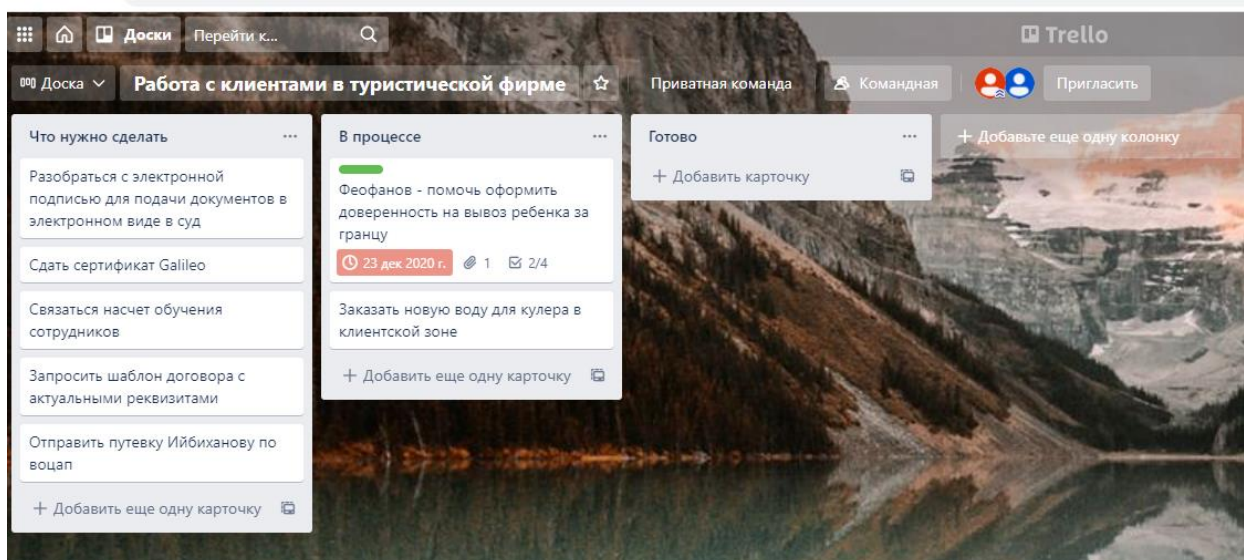 Доски
Перейти к...
Trello
Доска
Работа с клиентами в туристической фирме
Приватная команда
Командная
Пригласить
Что нужно сделать
Разобраться с электронной
подписью для подачи документов в
электронном виде в суд
Сдать сертификат Galileo
Связаться насчет обучения
сотрудников
Запросить шаблон договора с
актуальными реквизитами
Отправить путевку Ийбиханову по
воцап
+ Добавить еще одну карточку
В процессе
Феофанов - помочь оформить
доверенность на вывоз ребенка за
гранцу
23 дек 2020 г. 1 2/4
Заказать новую воду для кулера в
клиентской зоне
+ Добавить еще одну карточку
Готово
+ Добавить карточку
+ Добавьте еще одну колонку